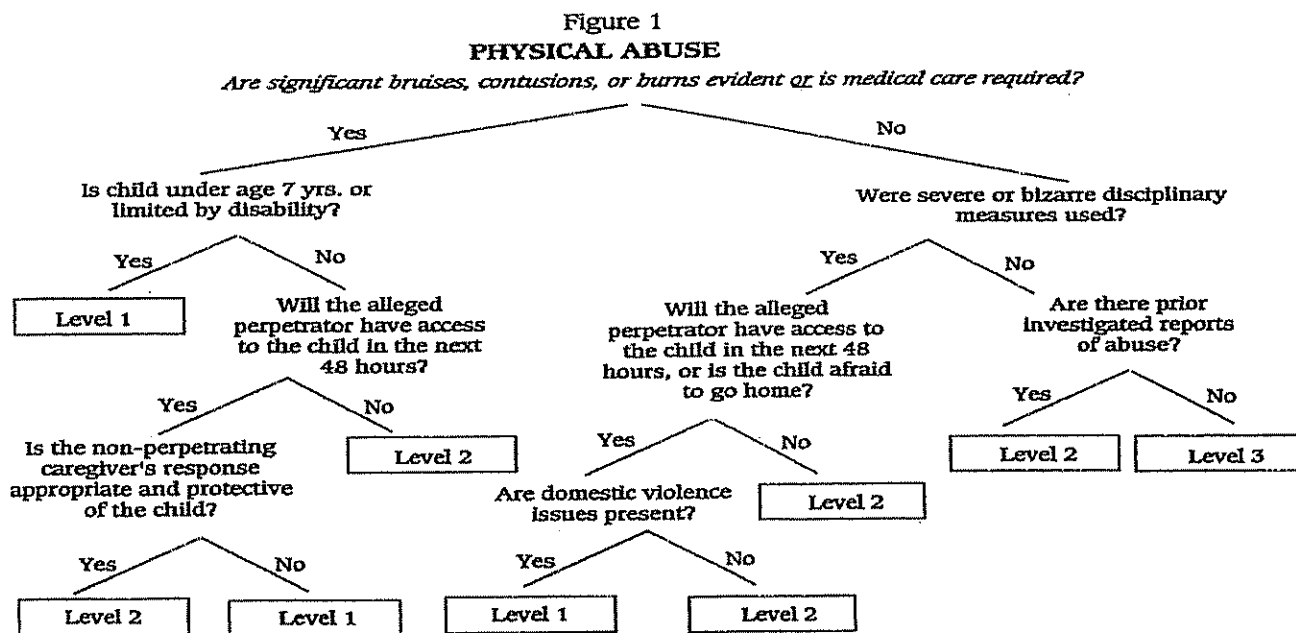 Figure 1
PHYSICAL ABUSE
Are significant bruises, contusions, or burns evident or is medical care required?
Yes
No
Is child under age 7 yrs. or
limited by disability?
Were severe or bizarre disciplinary
measures used?
Yes
No
Yes
No
Level 1
Will the alleged
perpetrator have access
to the child in the next
48 hours?
Will the alleged
perpetrator have access to
the child in the next 48
hours, or is the child afraid
to go home?
Are there prior
investigated reports
of abuse?
Yes
No
Yes
No
Yes
No
Is the non-perpetrating
caregiver's response
appropriate and protective
of the child?
Level 2
Are domestic violence
issues present?
Level 2
Level 2
Level 3
Yes
No
Yes
No
Level 2
Level 1
Level 1
Level 2